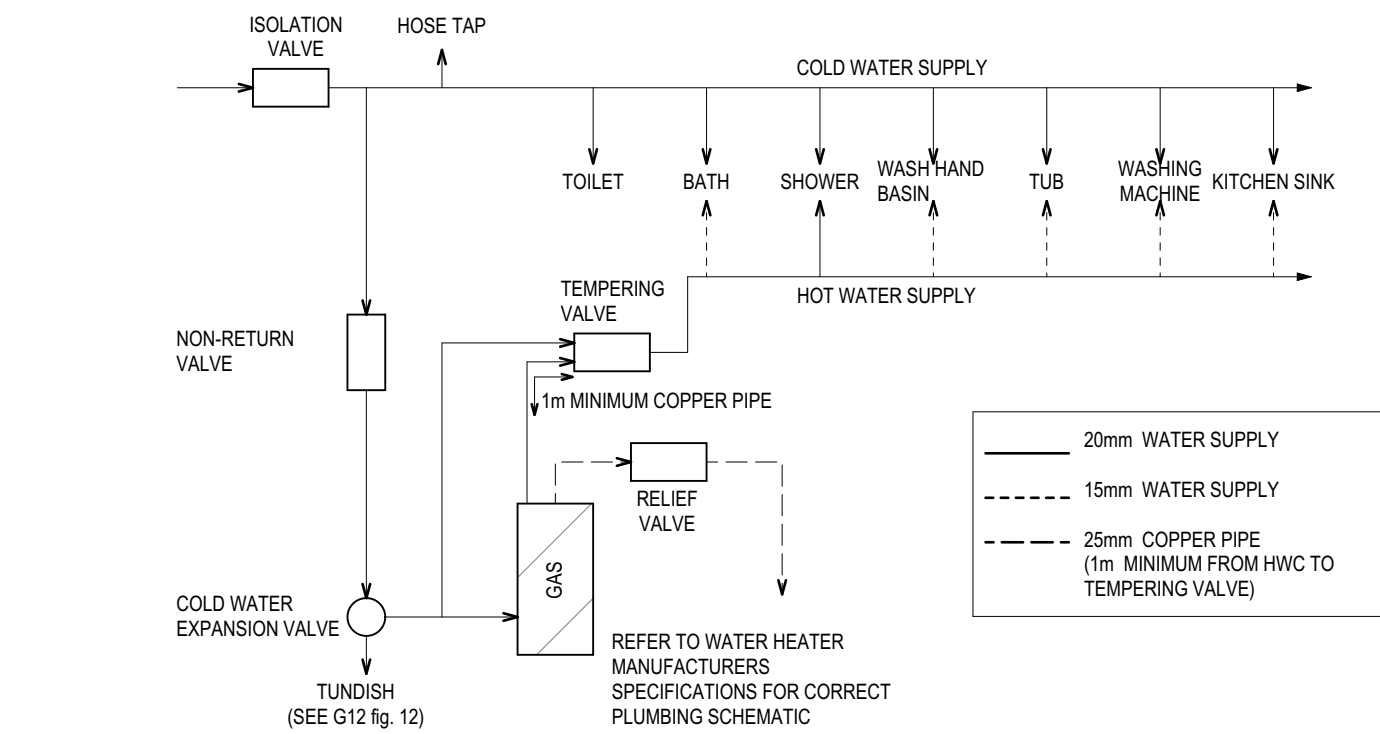 ISOLATION
VALVE
HOSE TAP
COLD WATER SUPPLY
TOILET
BATH
SHOWER
WASH HAND
BASIN
TUB
WASHING
MACHINE
KITCHEN SINK
HOT WATER SUPPLY
TEMPERING
VALVE
NON-RETURN
VALVE
1m MINIMUM COPPER PIPE
RELIEF
VALVE
GAS
COLD WATER
EXPANSION VALVE
TUNDISH
(SEE G12 fig. 12)
REFER TO WATER HEATER
MANUFACTURERS
SPECIFICATIONS FOR CORRECT
PLUMBING SCHEMATIC
20mm WATER SUPPLY
15mm WATER SUPPLY
25mm COPPER PIPE
(1m MINIMUM FROM HWC TO
TEMPERING VALVE)